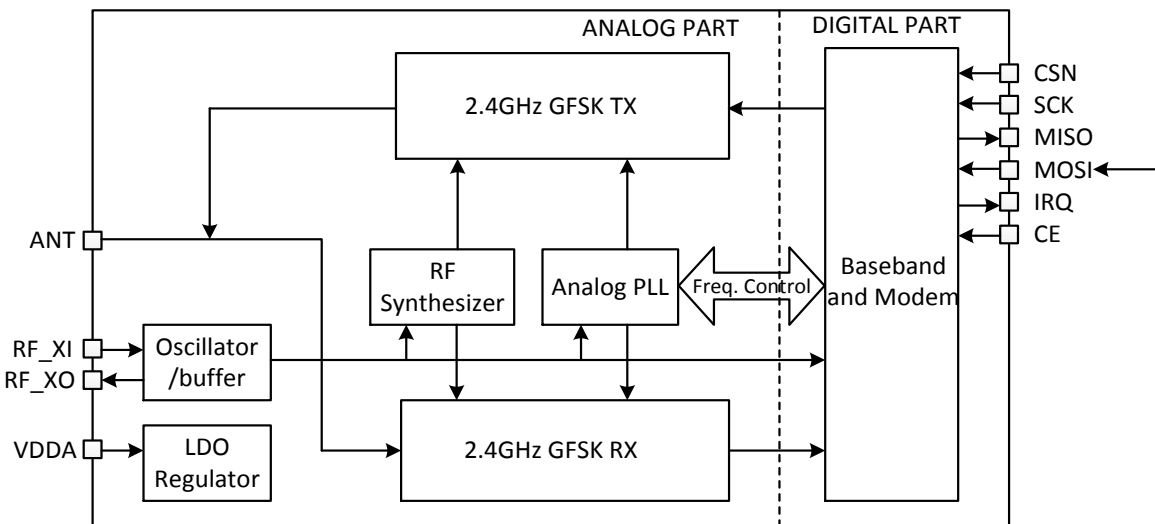 ANALOG PART
DIGITAL PART
2.4GHz GFSK TX
CSN
SCK
MISO
MOSI
IRQ
CE
ANT
RF
Synthesizer
Analog PLL
Freq. Control
Baseband
and Modem
RF_XI
RF_XO
Oscillator
/buffer
VDDA
LDO
Regulator
2.4GHz GFSK RX